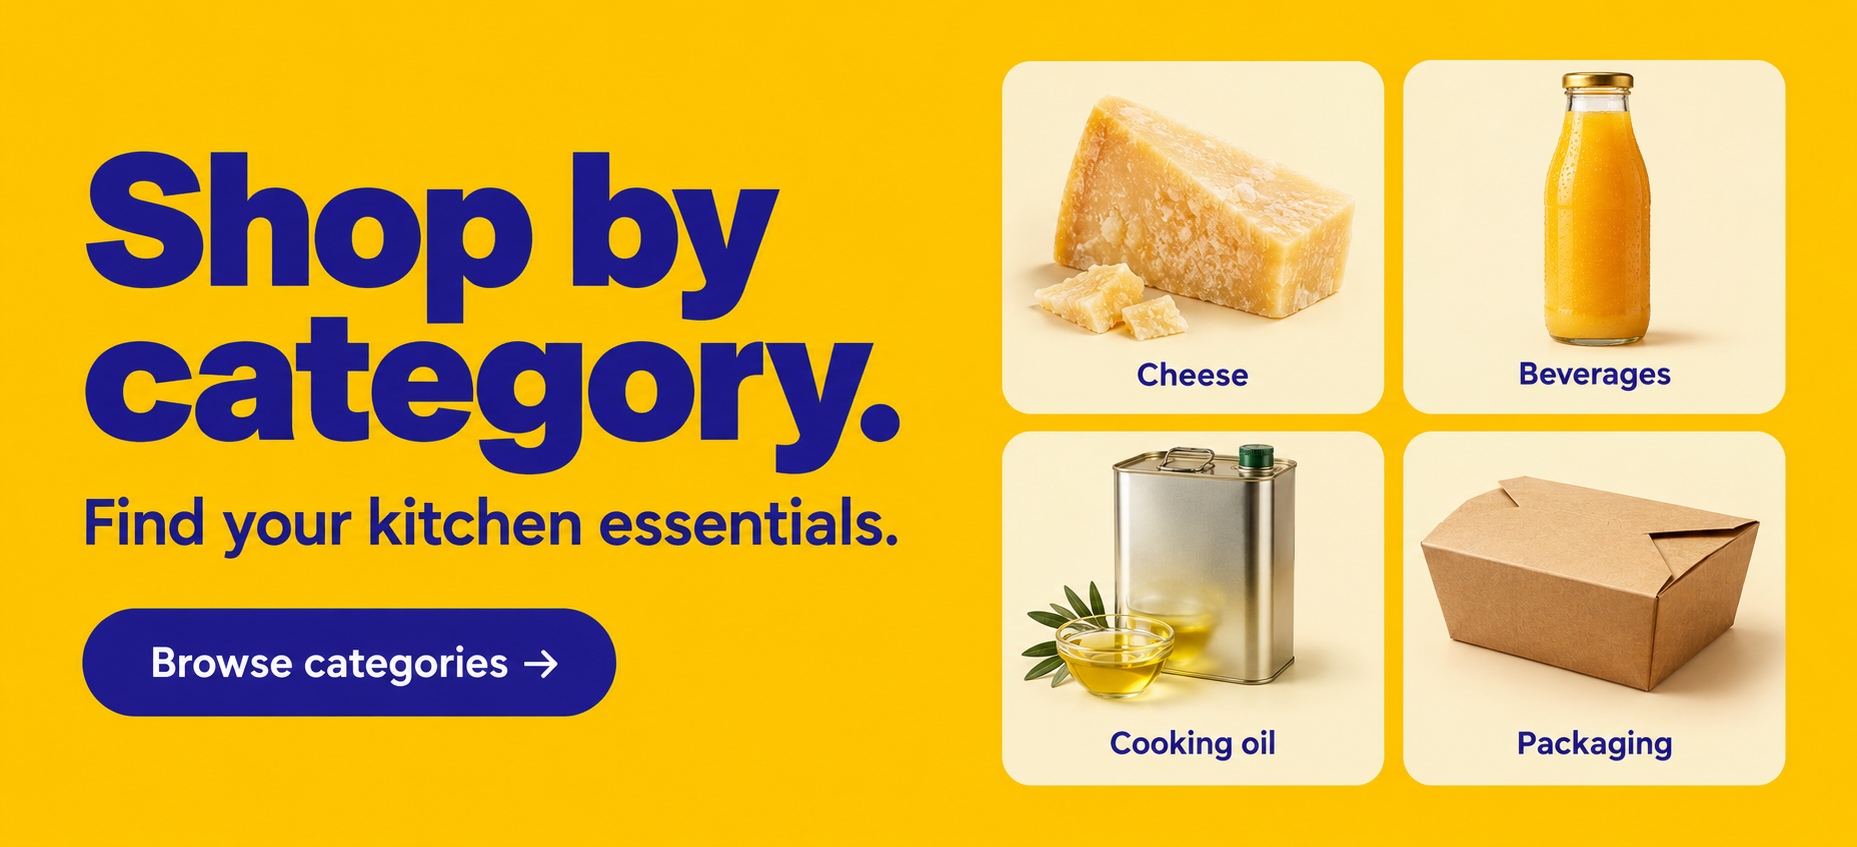 Shop by
category.
Find your kitchen essentials.
Browse categories →
Cheese
Beverages
Cooking oil
Packaging